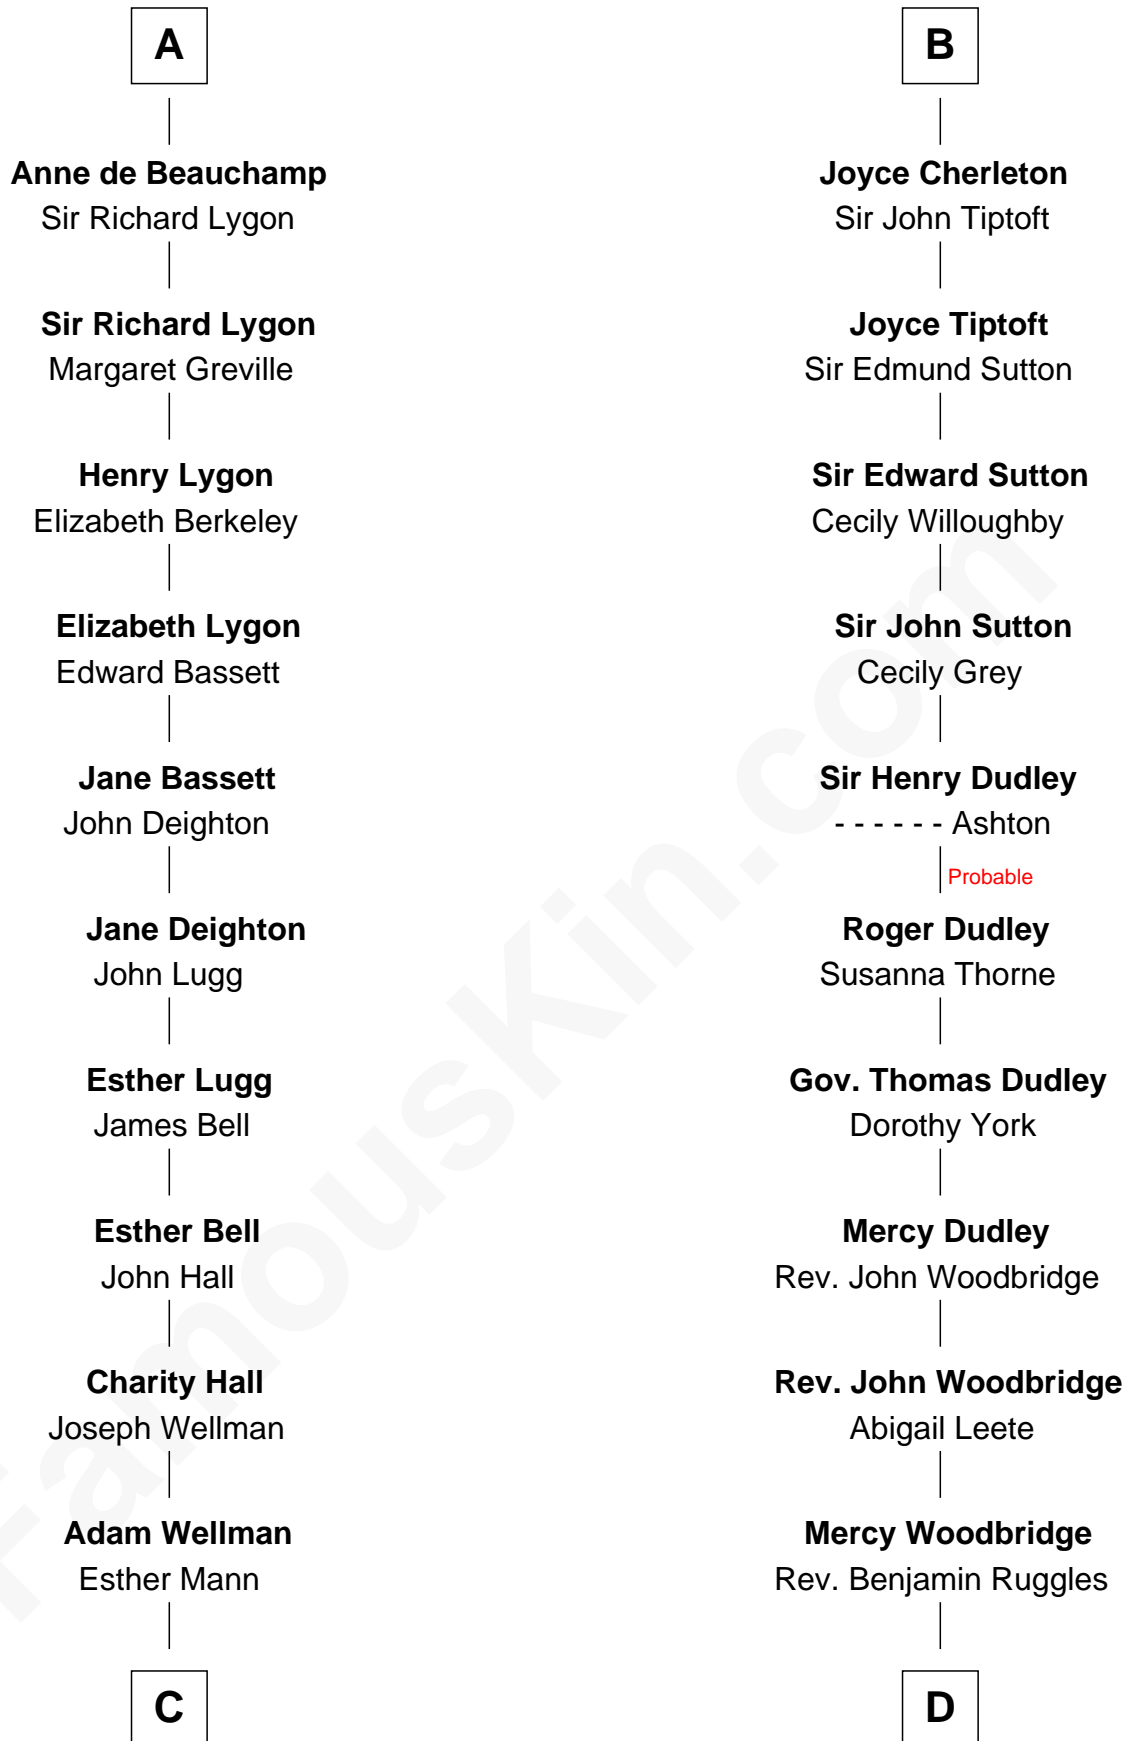 A
Anne de Beauchamp
Sir Richard Lygon
Sir Richard Lygon
Margaret Greville
Henry Lygon
Elizabeth Berkeley
Elizabeth Lygon
Edward Bassett
Jane Bassett
John Deighton
Jane Deighton
John Lugg
Esther Lugg
James Bell
Esther Bell
John Hall
Charity Hall
Joseph Wellman
Adam Wellman
Esther Mann
C
B
Joyce Cherleton
Sir John Tiptoft
Joyce Tiptoft
Sir Edmund Sutton
Sir Edward Sutton
Cecily Willoughby
Sir John Sutton
Cecily Grey
Sir Henry Dudley
- - - - - - Ashton
Probable
Roger Dudley
Susanna Thorne
Gov. Thomas Dudley
Dorothy York
Mercy Dudley
Rev. John Woodbridge
Rev. John Woodbridge
Abigail Leete
Mercy Woodbridge
Rev. Benjamin Ruggles
D
FamousKin.com